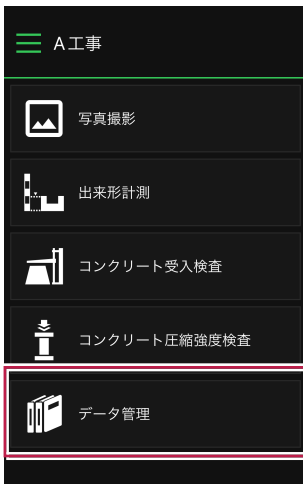 A工事
写真撮影
出来形計測
コンクリート受入検査
コンクリート圧縮強度検査
データ管理